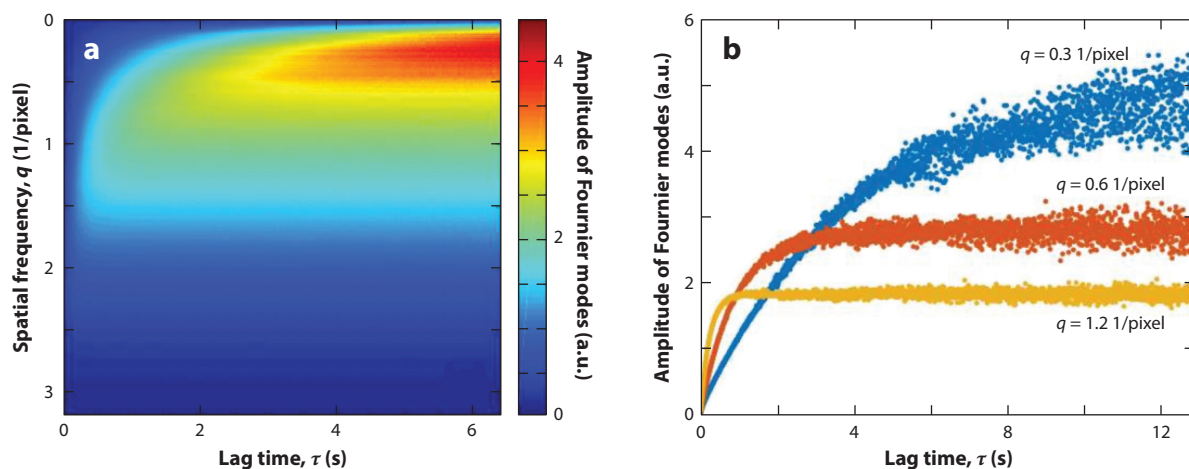 a
0
1
2
3
Spatial frequency, q (1/pixel)
0
2
4
6
Lag time, τ (s)
4
2
0
Amplitude of Fournier modes (a.u.)
b
6
4
2
0
Amplitude of Fournier modes (a.u.)
q = 0.3 1/pixel
q = 0.6 1/pixel
q = 1.2 1/pixel
0
4
8
12
Lag time, τ (s)